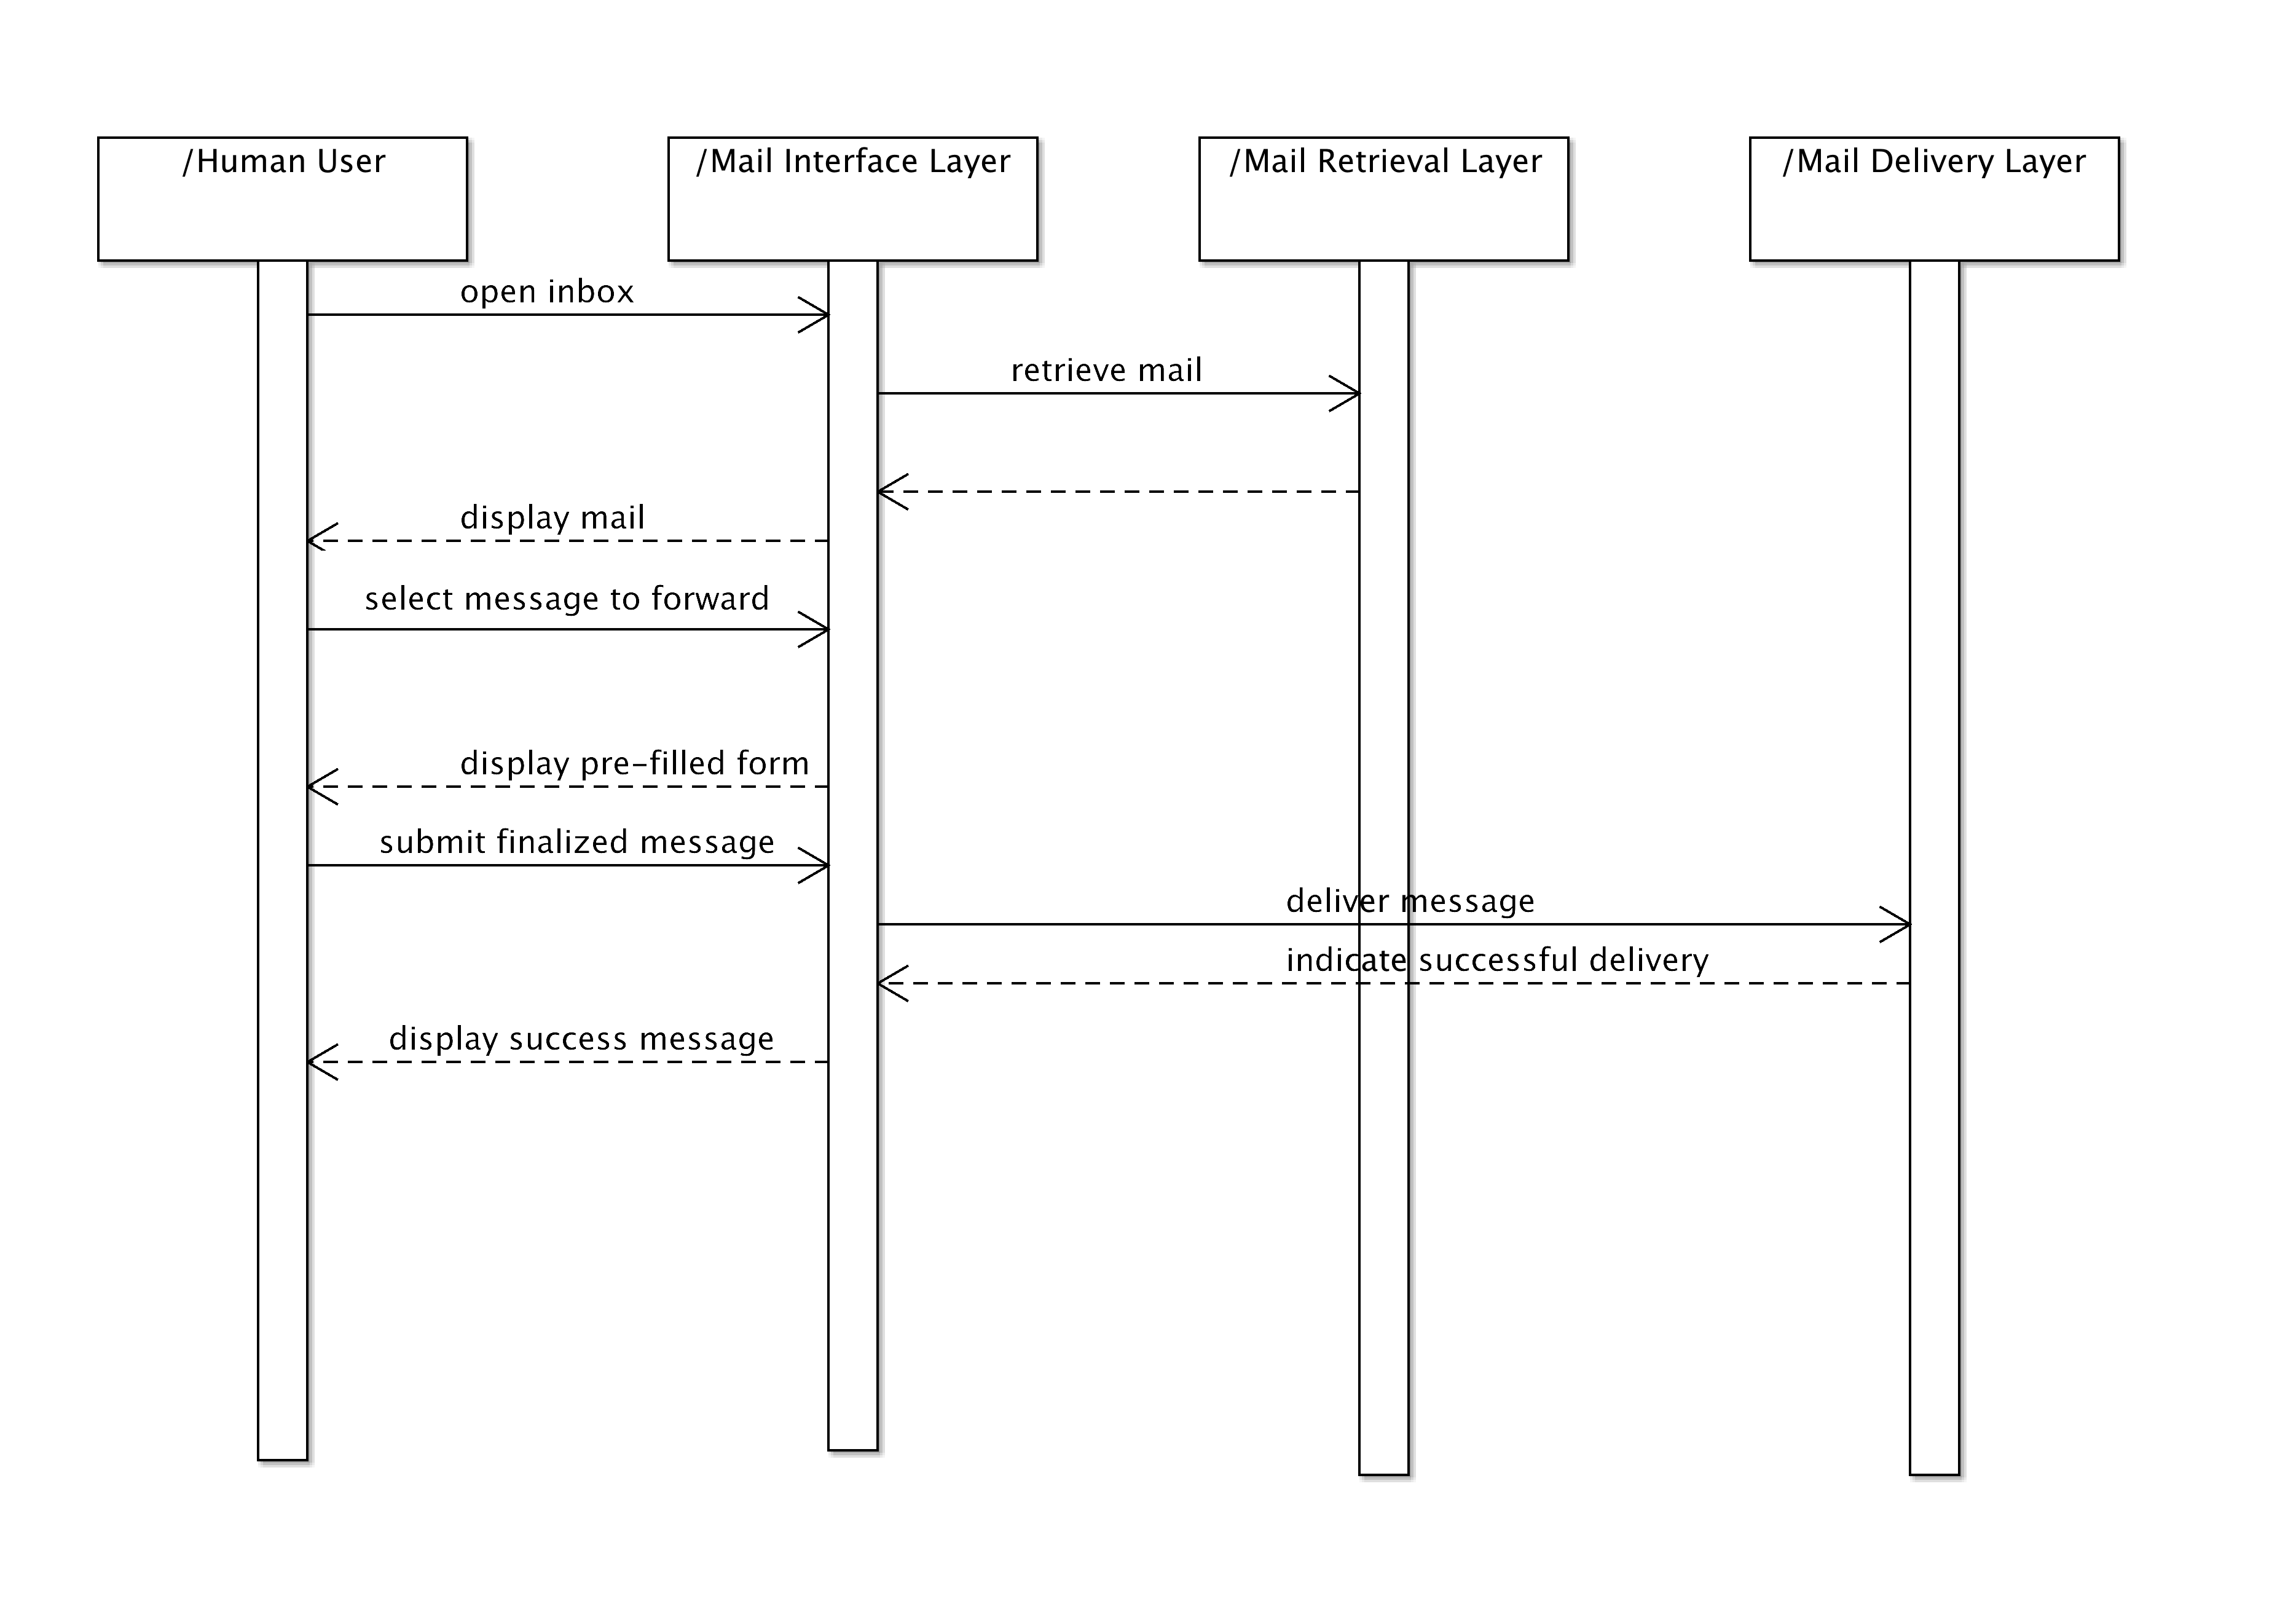 /Human User
/Mail Interface Layer
/Mail Retrieval Layer
/Mail Delivery Layer
open inbox
retrieve mail
display mail
select message to forward
display pre-filled form
submit finalized message
deliver message
indicate successful delivery
display success message